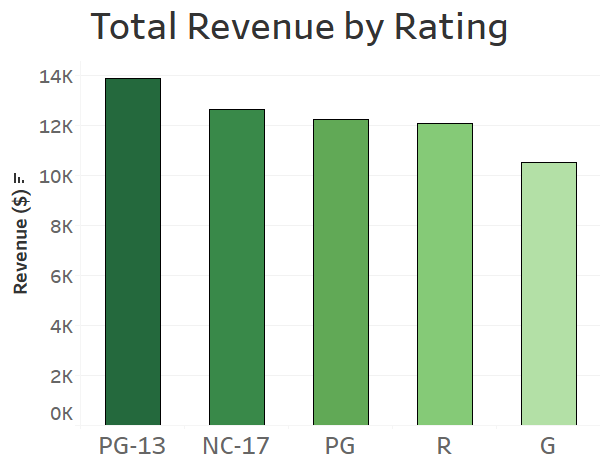 Total Revenue by Rating
Revenue ($)
14K
12K
10K
8K
6K
4K
2K
0K
PG-13 NC-17 PG R G